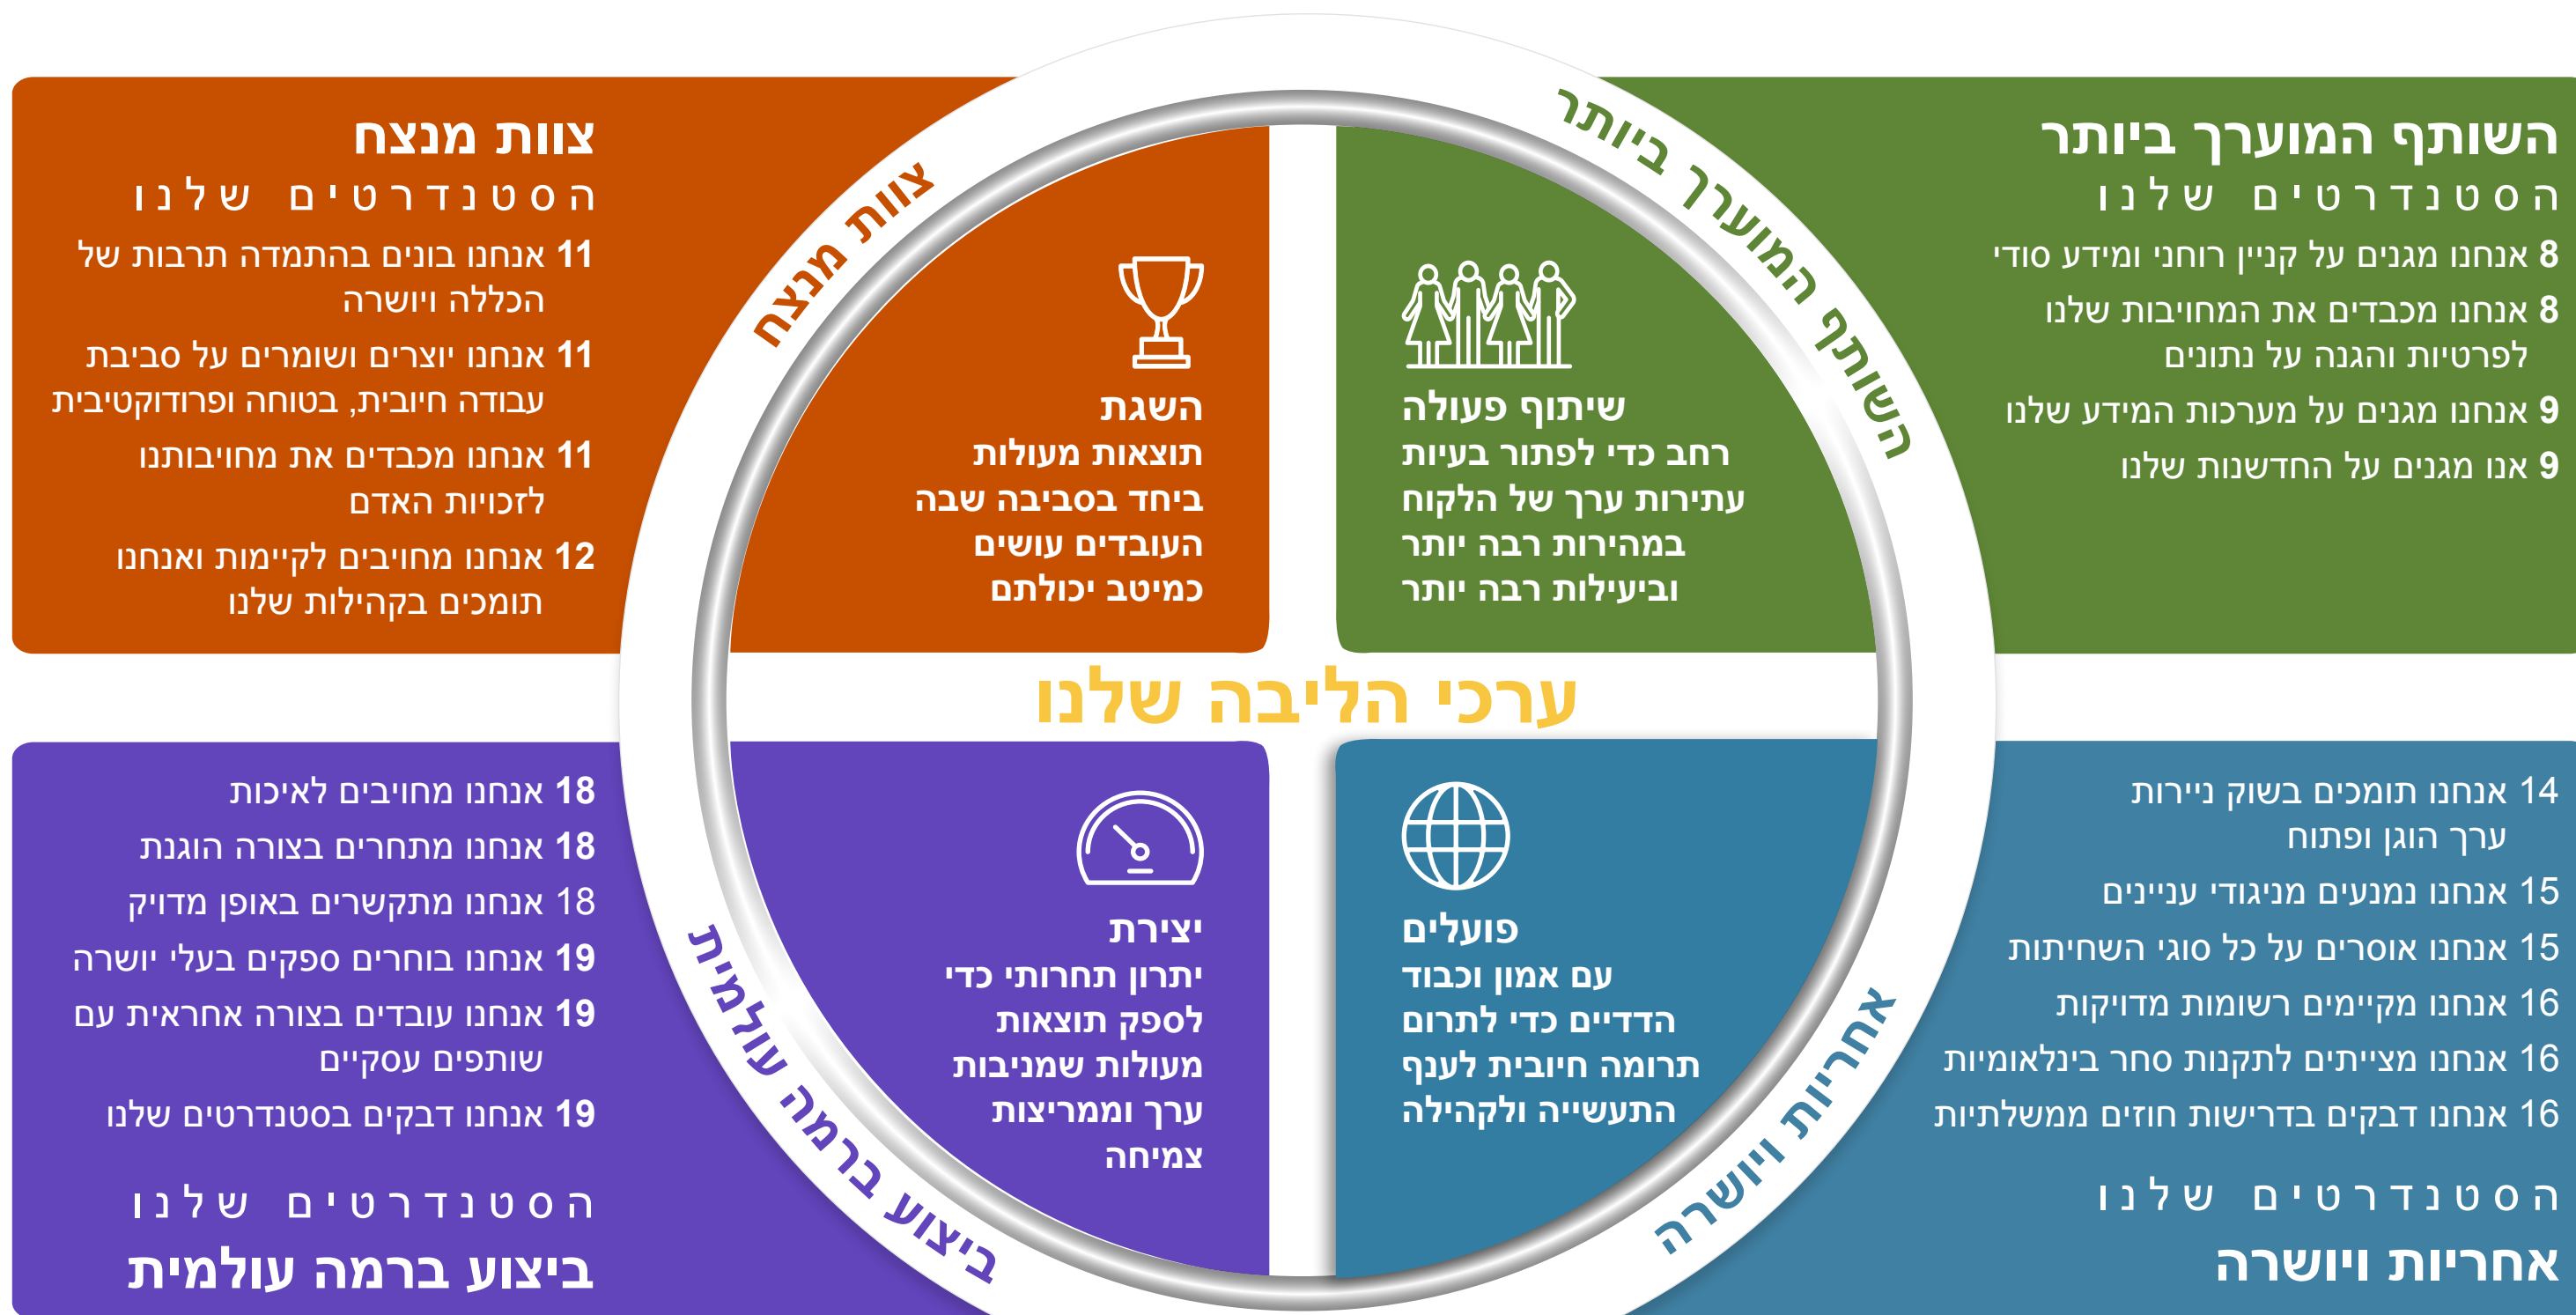 השותף המוערך ביותר
הסטנדרטים שלנו
8 אנחנו מגנים על קניין רוחני ומידע סודי
8 אנחנו מכבדים את המחויבות שלנו
לפרטיות והגנה על נתונים
9 אנחנו מגנים על מערכות המידע שלנו
9 אנו מגנים על החדשנות שלנו
השותף המוערך ביותר
שיתוף פעולה
רחב כדי לפתור בעיות
עתירות ערך של הלקוח
במהירות רבה יותר
וביעילות רבה יותר
צוות מנצח
השגת
תוצאות מעולות
ביחד בסביבה שבה
העובדים עושים
כמיטב יכולתם
צוות מנצח
הסטנדרטים שלנו
11 אנחנו בונים בהתמדה תרבות של
הכללה ויושרה
11 אנחנו יוצרים ושומרים על סביבת
עבודה חיובית, בטוחה ופרודוקטיבית
11 אנחנו מכבדים את מחויבותנו
לזכויות האדם
12 אנחנו מחויבים לקיימות ואנחנו
תומכים בקהילות שלנו
ערכי הליבה שלנו
14 אנחנו תומכים בשוק ניירות
ערך הוגן ופתוח
15 אנחנו נמנעים מניגודי עניינים
15 אנחנו אוסרים על כל סוגי השחיתות
16 אנחנו מקיימים רשומות מדויקות
16 אנחנו מצייתים לתקנות סחר בינלאומיות
16 אנחנו דבקים בדרישות חוזים ממשלתיות
הסטנדרטים שלנו
אחריות ויושרה
אחריות ויושרה
פועלים
עם אמון וכבוד
הדדיים כדי לתרום
תרומה חיובית לענף
התעשייה ולקהילה
יצירת
יתרון תחרותי כדי
לספק תוצאות
מעולות שמניבות
ערך וממריצות
צמיחה
ביצוע ברמה עולמית
18 אנחנו מחויבים לאיכות
18 אנחנו מתחרים בצורה הוגנת
18 אנחנו מתקשרים באופן מדויק
19 אנחנו בוחרים ספקים בעלי יושרה
19 אנחנו עובדים בצורה אחראית עם
שותפים עסקיים
19 אנחנו דבקים בסטנדרטים שלנו
הסטנדרטים שלנו
ביצוע ברמה עולמית